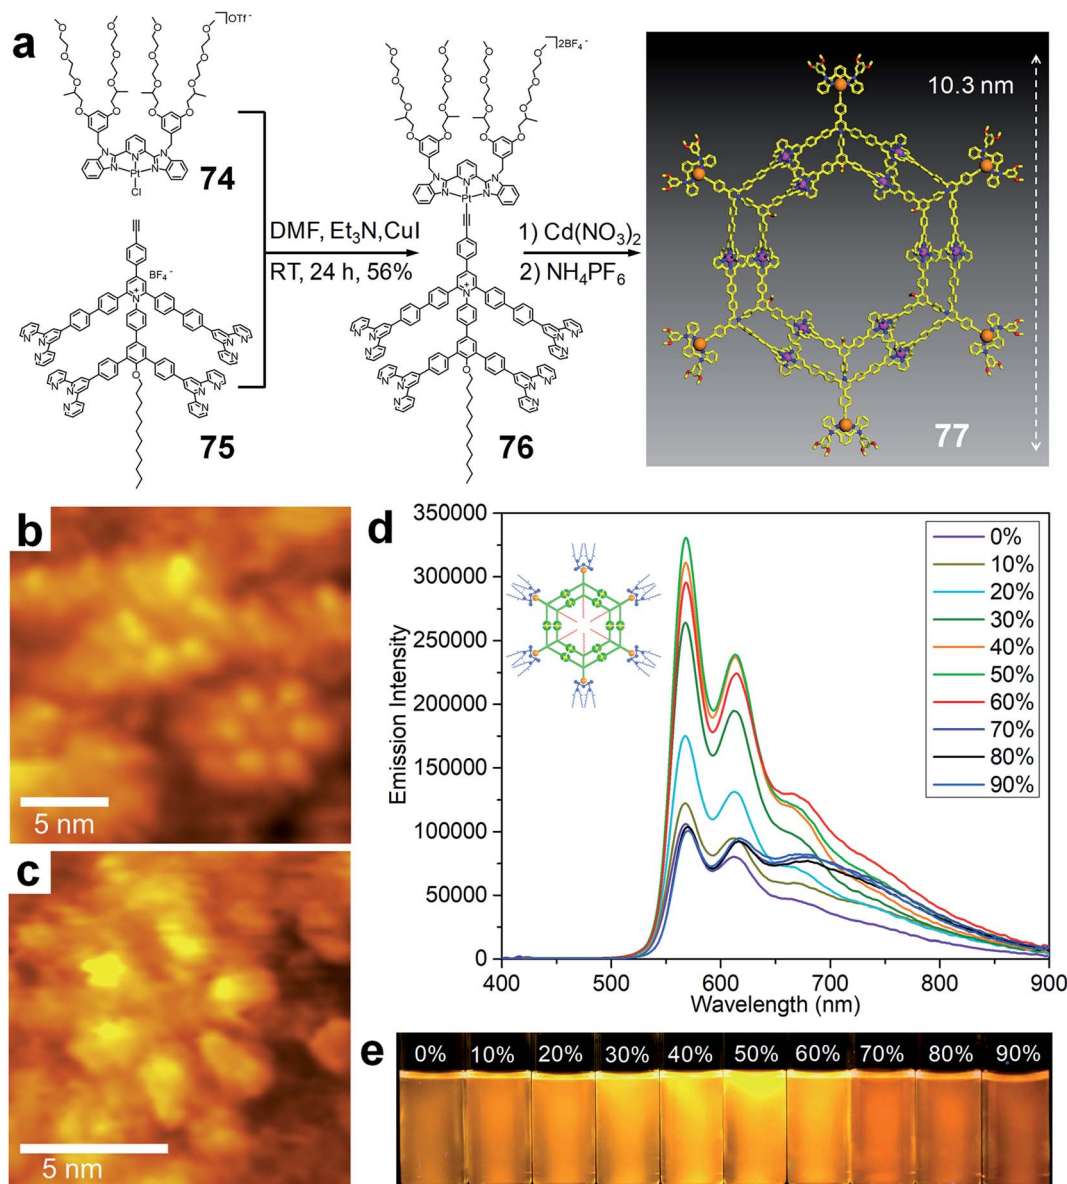 a
OTf⁻
74
Pt
Cl
BF₄⁻
75
DMF, Et₃N,CuI
RT, 24 h, 56%
2BF₄⁻
Pt
76
1) Cd(NO₃)₂
2) NH₄PF₆
10.3 nm
77
b
5 nm
c
5 nm
d
350000
300000
250000
200000
150000
100000
50000
0
Emission Intensity
400 500 600 700 800 900
Wavelength (nm)
0%
10%
20%
30%
40%
50%
60%
70%
80%
90%
e
0% 10% 20% 30% 40% 50% 60% 70% 80% 90%